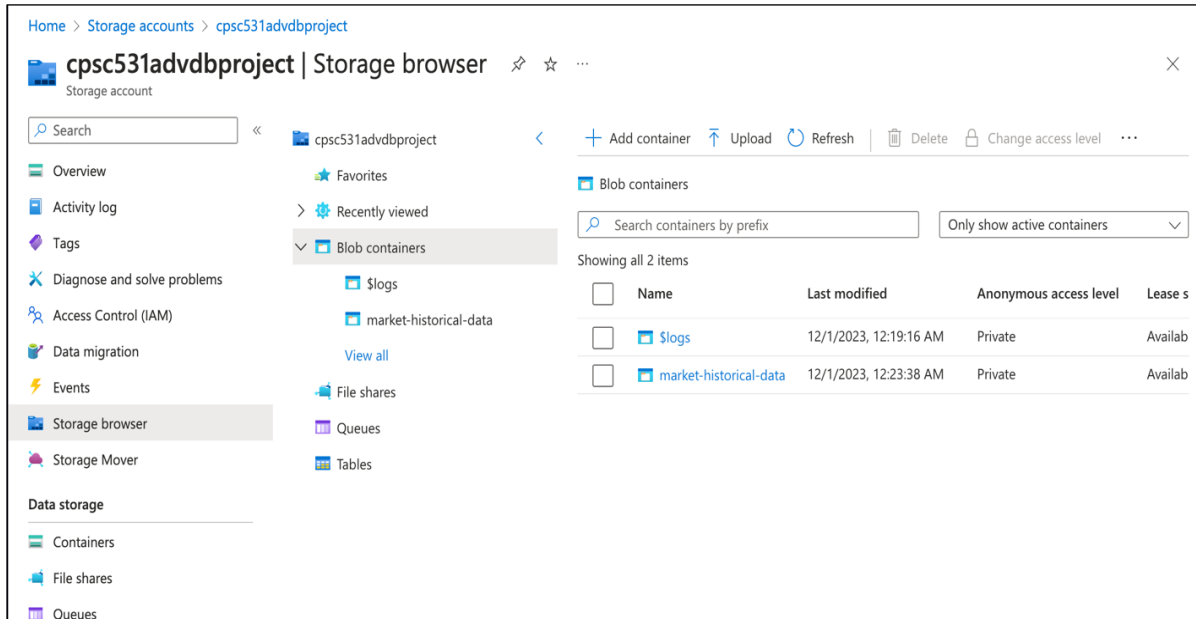 Home > Storage accounts > cpsc531advdbproject
cpsc531advdbproject | Storage browser
Storage account
Search
Overview
Activity log
Tags
Diagnose and solve problems
Access Control (IAM)
Data migration
Events
Storage browser
Storage Mover
Data storage
Containers
File shares
Queues
cpsc531advdbproject
Favorites
Recently viewed
Blob containers
$logs
market-historical-data
View all
File shares
Queues
Tables
Add container Upload Refresh Delete Change access level
Blob containers
Search containers by prefix Only show active containers
Showing all 2 items
Name Last modified Anonymous access level Lease s
$logs 12/1/2023, 12:19:16 AM Private Availab
market-historical-data 12/1/2023, 12:23:38 AM Private Availab